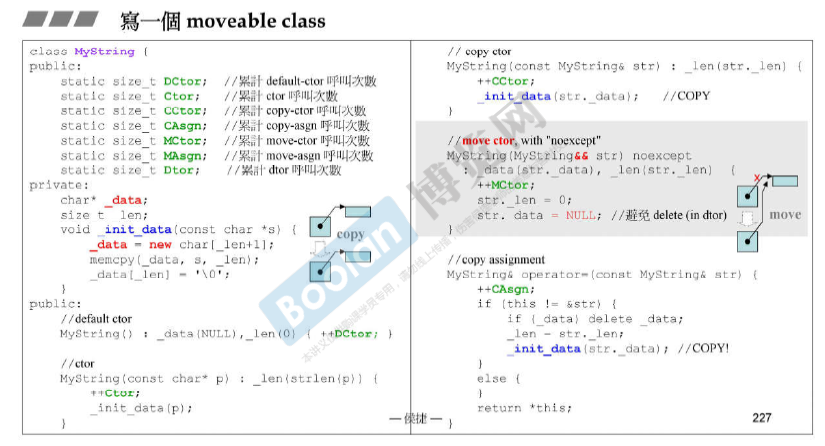 寫一個 moveable class
class MyString {
public:
static size_t DCtor; //累計 default-ctor 呼叫次數
static size_t Ctor; //累計 ctor 呼叫次數
static size_t CCtor; //累計 copy-ctor 呼叫次數
static size_t CAsgn; //累計 copy-asgn 呼叫次數
static size_t MCtor; //累計 move-ctor 呼叫次數
static size_t MAsgn; //累計 move-asgn 呼叫次數
static size_t Dtor; //累計 dtor 呼叫次數
private:
char* _data;
size_t _len;
void _init_data(const char *s) {
_data = new char[_len+1];
memcpy(_data, s, _len);
_data[_len] = '\0';
}
copy
public:
//default ctor
MyString() : _data(NULL),_len(0) { ++DCtor; }
//ctor
MyString(const char* p) : _len(strlen(p)) {
++Ctor;
_init_data(p);
}
// copy ctor
MyString(const MyString& str) : _len(str._len) {
++CCtor;
_init_data(str._data); //COPY
}
//move ctor, with "noexcept"
MyString(MyString&& str) noexcept
: _data(str._data), _len(str._len) {
++MCtor;
str._len = 0;
str._data = NULL; //避免 delete (in dtor)
}
x
move
//copy assignment
MyString& operator=(const MyString& str) {
++CAsgn;
if (this != &str) {
if (_data) delete _data;
_len = str._len;
_init_data(str._data); //COPY!
}
else {
}
return *this;
}
— 侯捷 —
227
Boolan 博览网